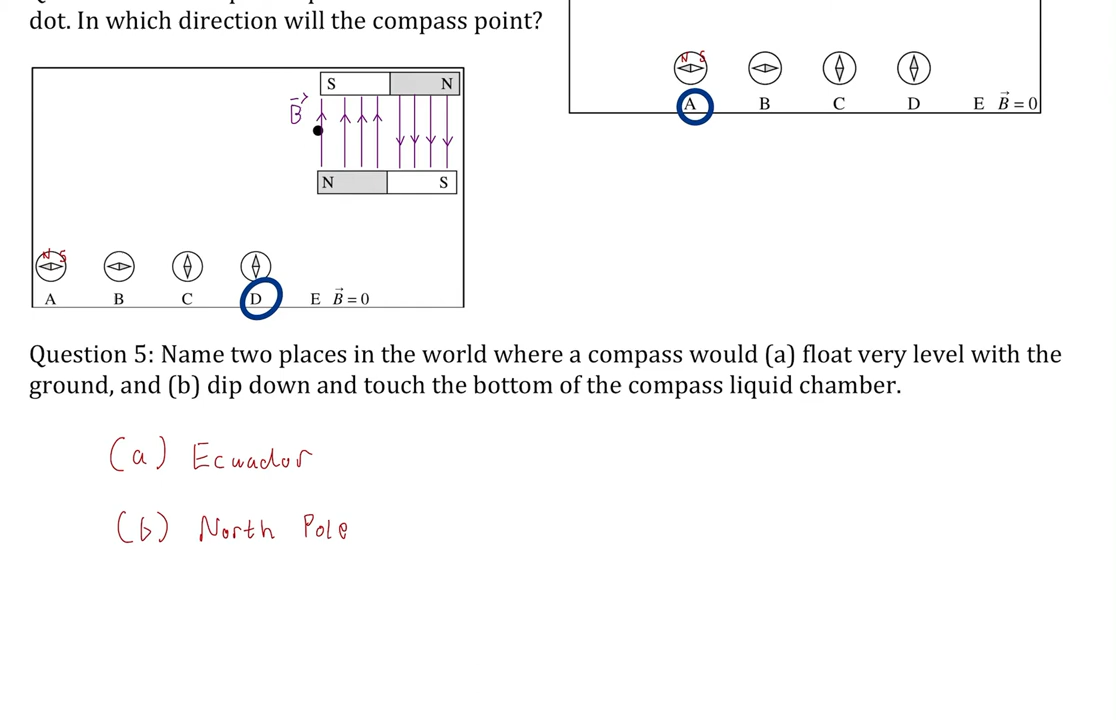 dot. In which direction will the compass point?
S N
B
N S
N S
A B C D E B = 0
N S
A B C D E B = 0
Question 5: Name two places in the world where a compass would (a) float very level with the
ground, and (b) dip down and touch the bottom of the compass liquid chamber.
(a) Ecuador
(b) North Pole